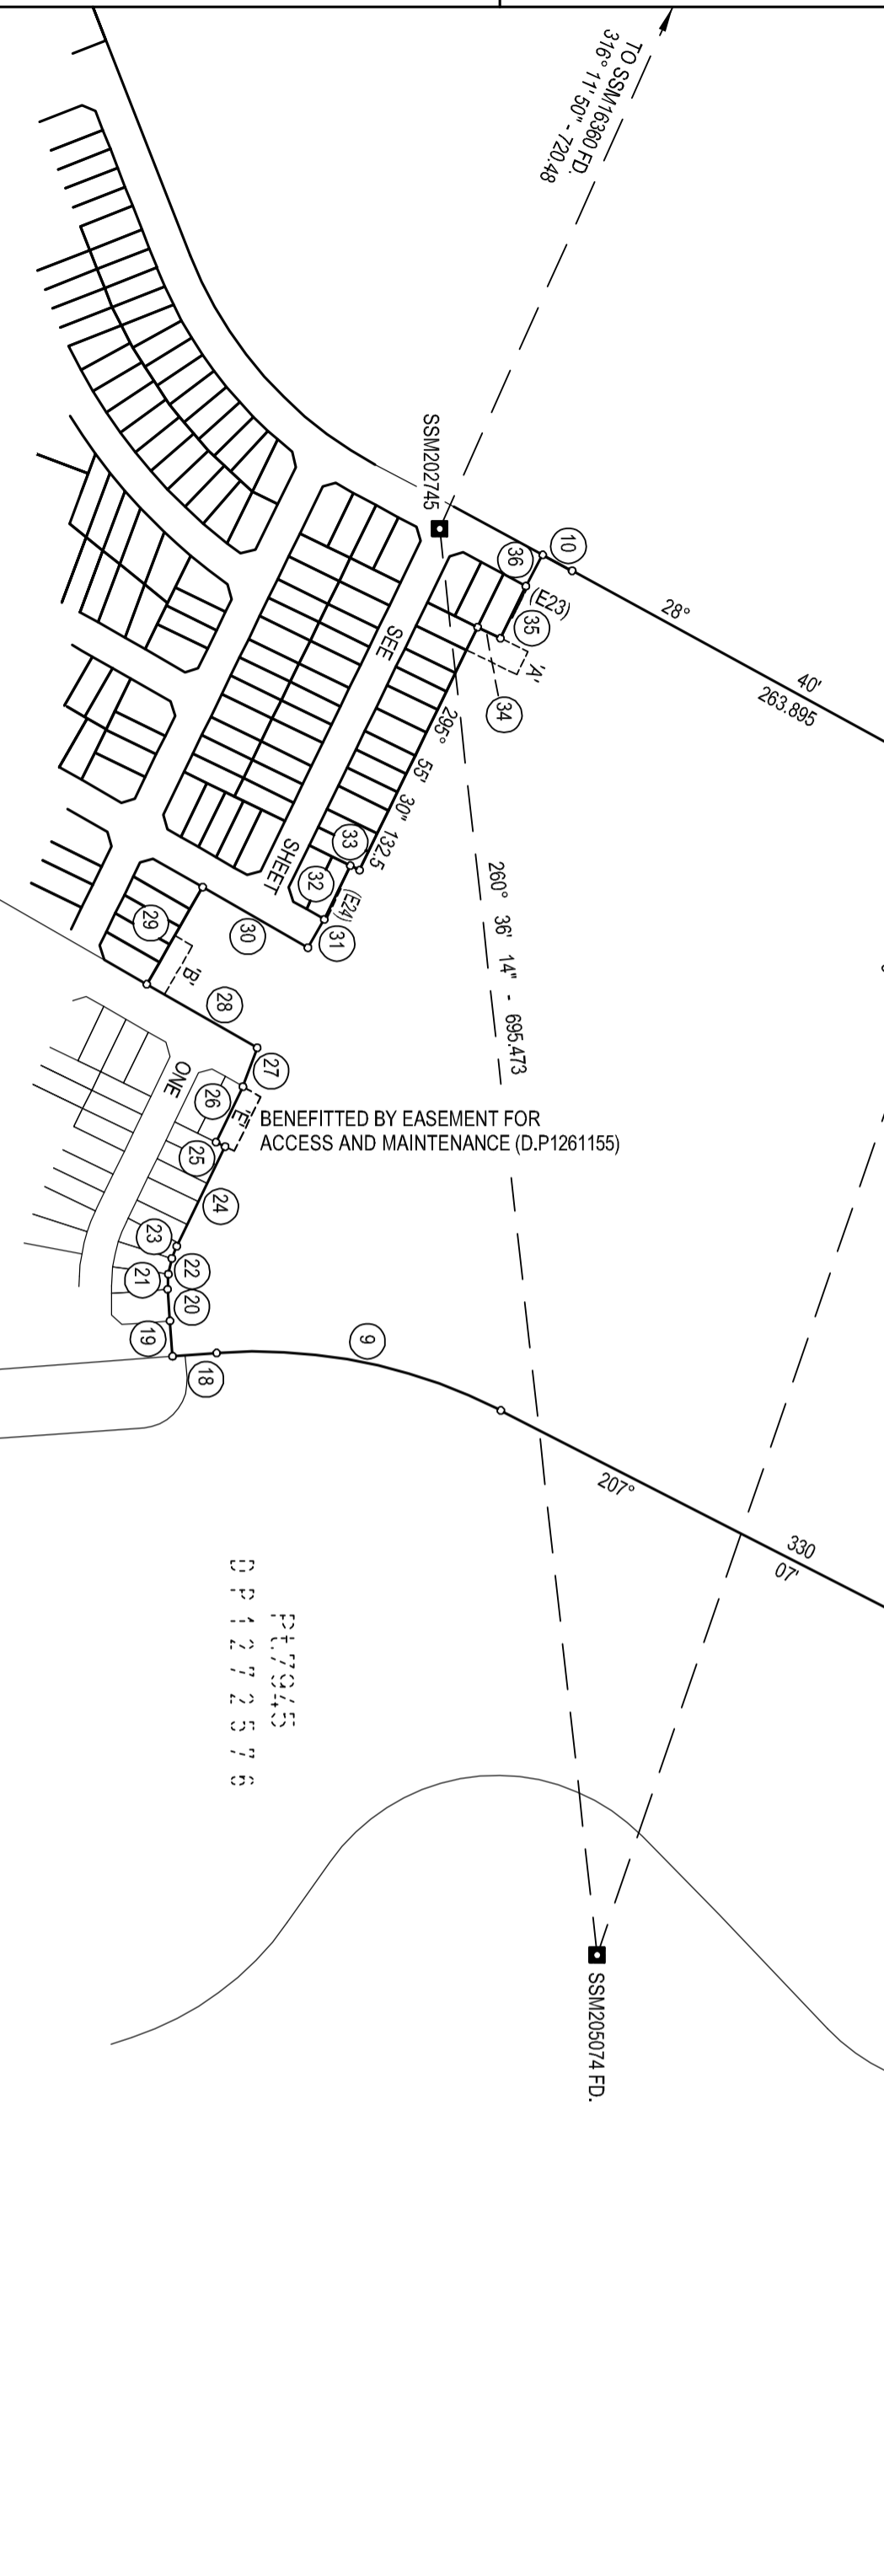 TO SSM16360 FD.
316° 11' 50" - 720.48
SSM202745
10
36
(E23)
35
'A'
34
28°
40'
263.895
SEE
295° 55' 30" 132.5
33
32
(E24)
31
SHEET
30
29
'B'
28
260° 36' 14" - 695.473
27
ONE
26
'E'
BENEFITTED BY EASEMENT FOR
ACCESS AND MAINTENANCE (D.P1261155)
25
24
23
22
21
20
19
18
9
207°
330
07'
Pt.7945
DP1272576
SSM205074 FD.